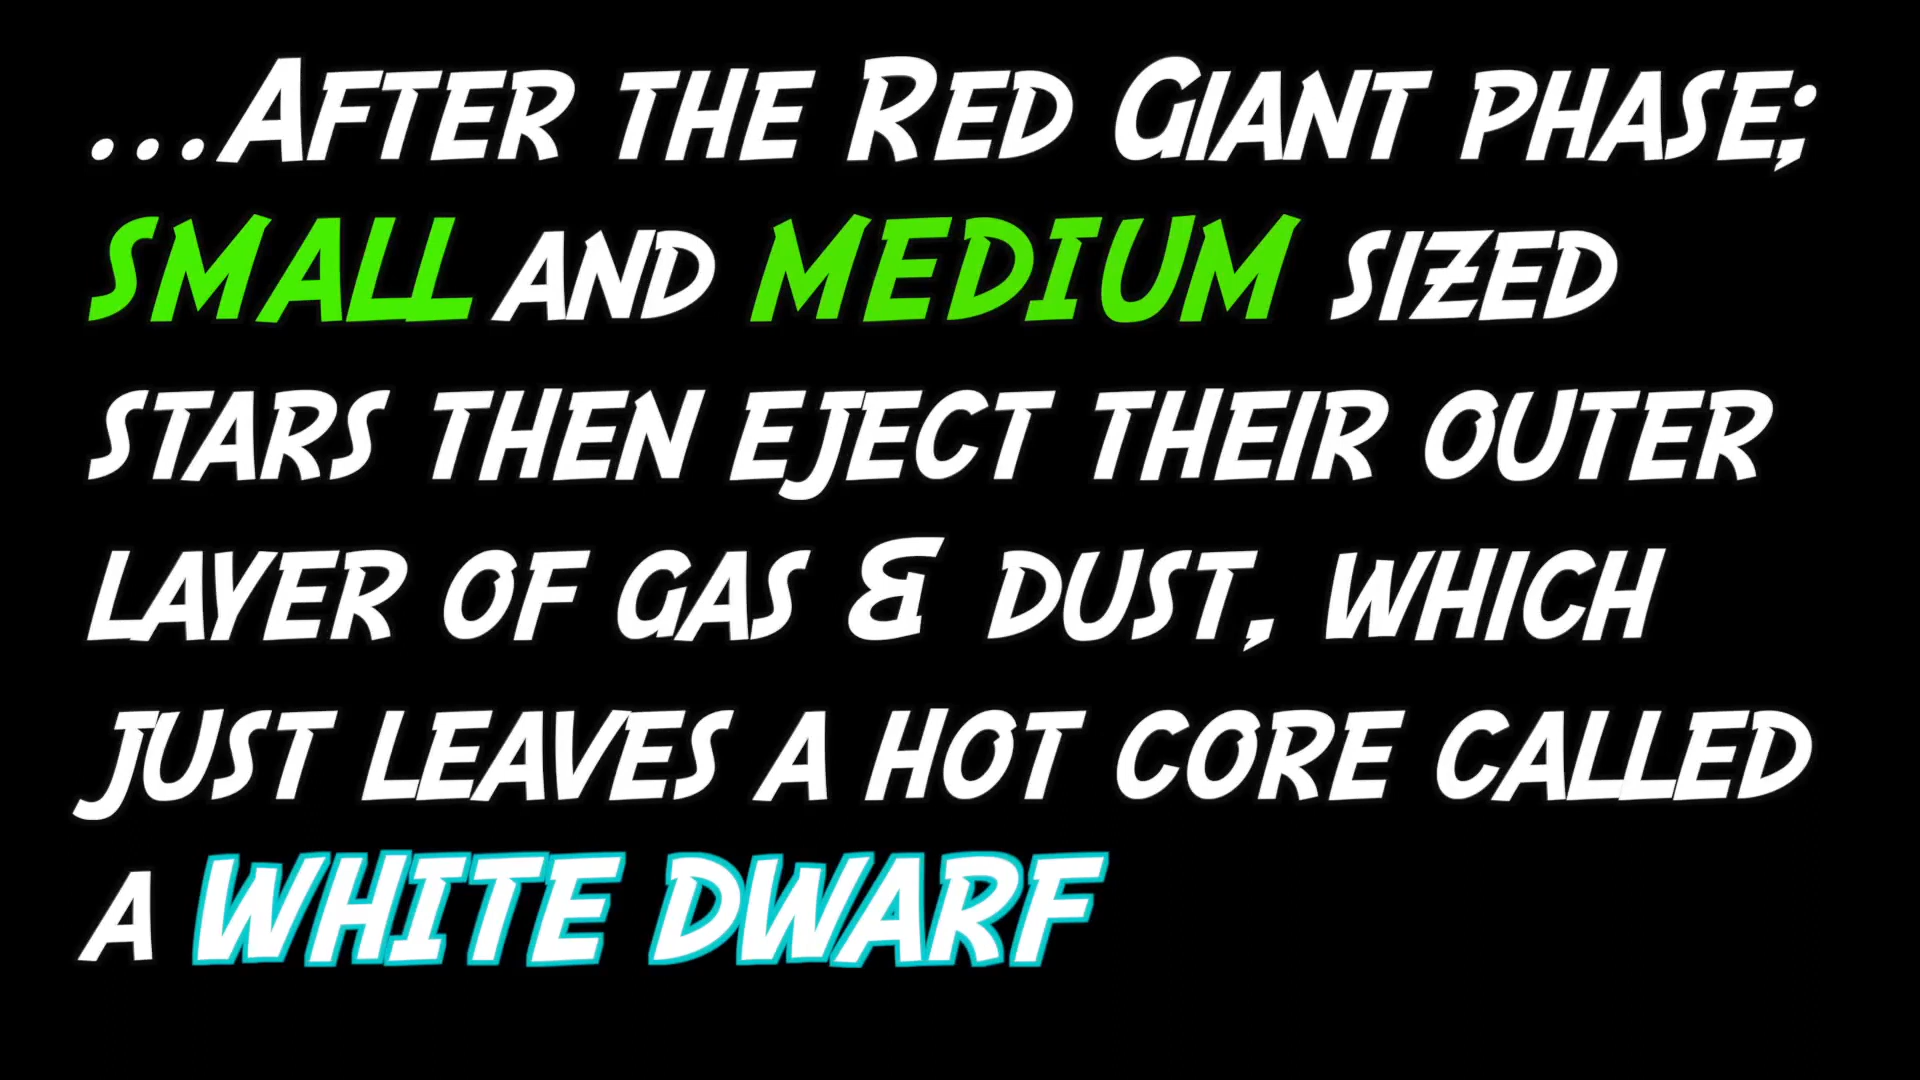 ...After the Red Giant phase;
SMALL and MEDIUM sized
stars then eject their outer
layer of gas & dust, which
just leaves a hot core called
a WHITE DWARF